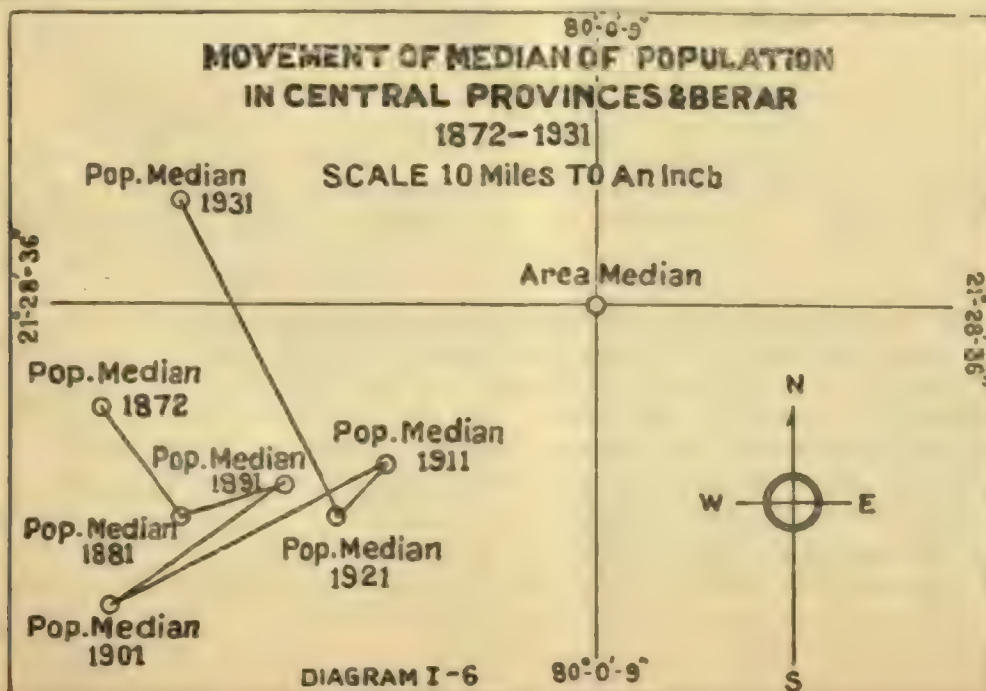 80°-0'-9"
MOVEMENT OF MEDIAN OF POPULATION
IN CENTRAL PROVINCES & BERAR
1872-1931
SCALE 10 Miles TO An Inch
Pop. Median
1931
21°-28'-36"
Area Median
21°-28'-36"
Pop. Median
1872
N
Pop. Median
1911
Pop. Median
1891
W
E
Pop. Median
1881
Pop. Median
1921
Pop. Median
1901
DIAGRAM I-6
80°-0'-9"
S